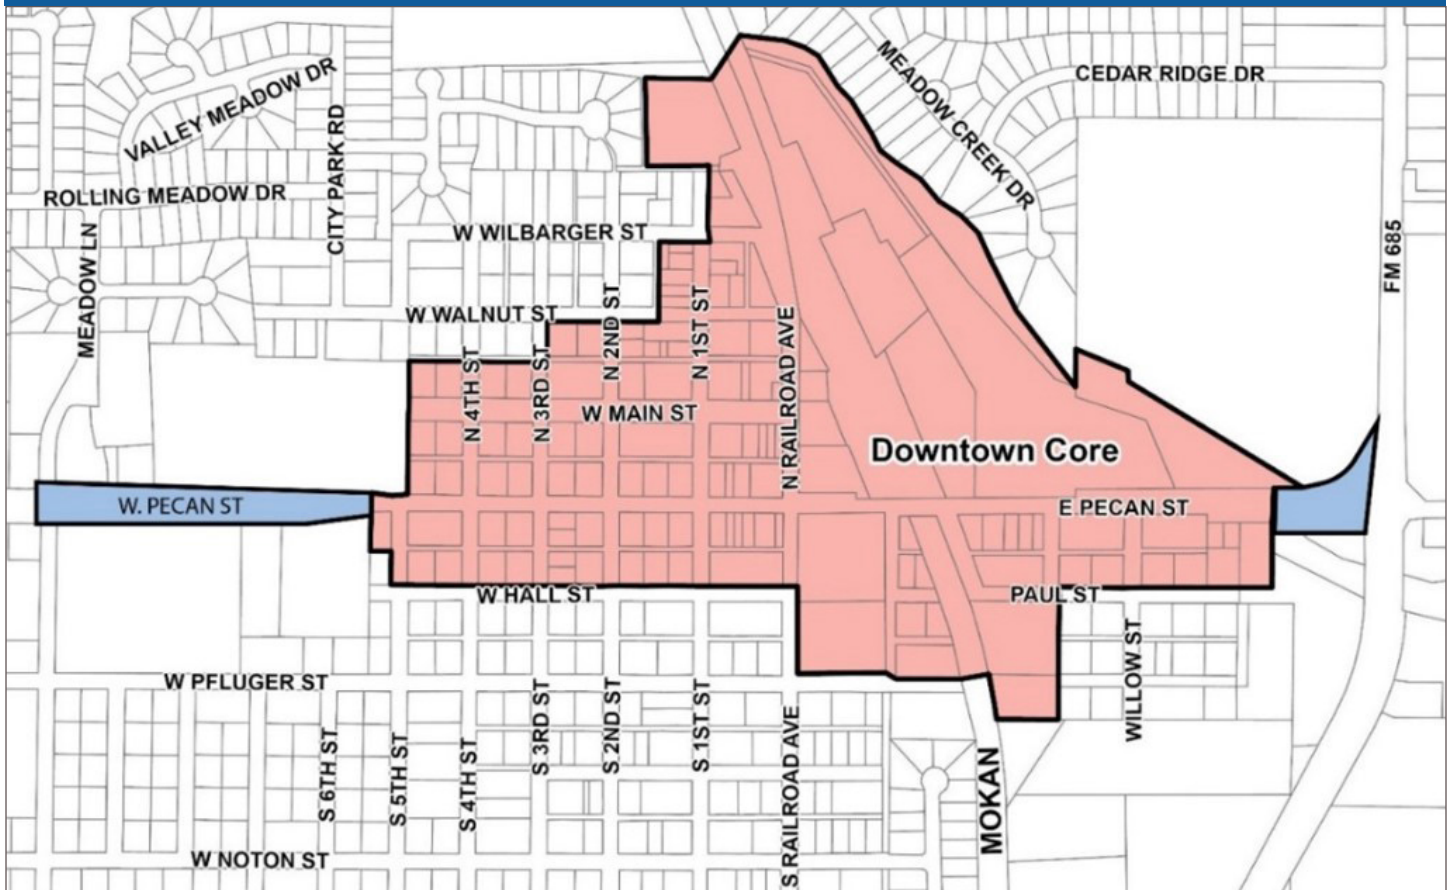 MEADOW CREEK DR
CEDAR RIDGE DR
VALLEY MEADOW DR
CITY PARK RD
ROLLING MEADOW DR
MEADOW LN
W WILBARGER ST
FM 685
W WALNUT ST
N 2ND ST
N 1ST ST
N RAILROAD AVE
N 4TH ST
N 3RD ST
W MAIN ST
Downtown Core
W. PECAN ST
E PECAN ST
W HALL ST
PAUL ST
WILLOW ST
W PFLUGER ST
S 6TH ST
S 5TH ST
S 4TH ST
S 3RD ST
S 2ND ST
S 1ST ST
S RAILROAD AVE
MOKAN
W NOTON ST